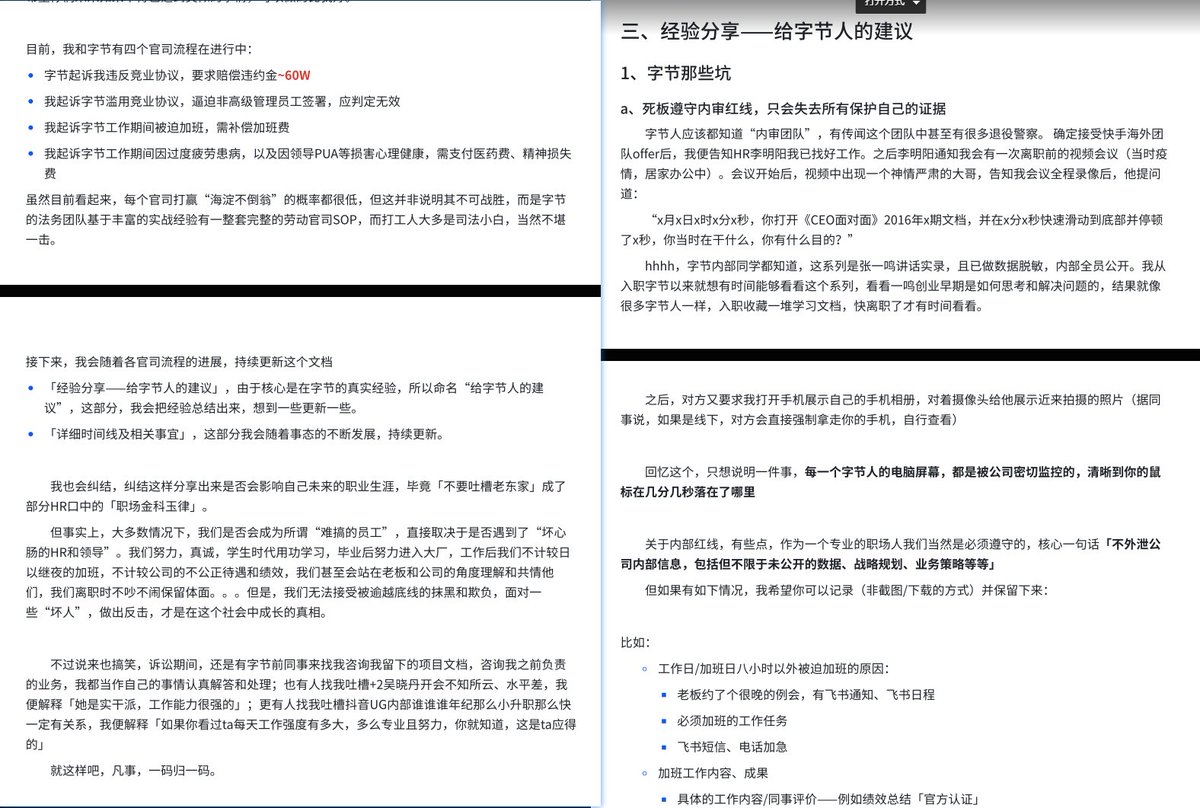 目前，我和字节有四个官司流程在进行中：
字节起诉我违反竞业协议，要求赔偿违约金~60W
我起诉字节滥用竞业协议，逼迫非高级管理员工签署，应判定无效
我起诉字节工作期间被迫加班，需补偿加班费
我起诉字节工作期间因过度疲劳患病，以及因领导PUA等损害心理健康，需支付医药费、精神损失
费
虽然目前看起来，每个官司打赢“海淀不倒翁”的概率都很低，但这并非说明其不可战胜，而是字节
的法务团队基于丰富的实战经验有一整套完整的劳动官司SOP，而打工人大多是司法小白，当然不堪
一击。
接下来，我会随着各官司流程的进展，持续更新这个文档
「经验分享——给字节人的建议」，由于核心是在字节的真实经验，所以命名“给字节人的建
议”，这部分，我会把经验总结出来，想到一些更新一些。
「详细时间线及相关事宜」，这部分我会随着事态的不断发展，持续更新。
我也会纠结，纠结这样分享出来是否会影响自己未来的职业生涯，毕竟「不要吐槽老东家」成了
部分HR口中的「职场金科玉律」。
但事实上，大多数情况下，我们是否会成为所谓“难搞的员工”，直接取决于是否遇到了“坏心
肠的HR和领导”。我们努力，真诚，学生时代用功学习，毕业后努力进入大厂，工作后我们不计较日
以继夜的加班，不计较公司的不公正待遇和绩效，我们甚至会站在老板和公司的角度理解和共情他
们，我们离职时不吵不闹保留体面。。。但是，我们无法接受被逾越底线的抹黑和欺负，面对一
些“坏人”，做出反击，才是在这个社会中成长的真相。
不过说来也搞笑，诉讼期间，还是有字节前同事来找我咨询我留下的项目文档，咨询我之前负责
的业务，我都当作自己的事情认真解答和处理；也有人找我吐槽+2吴晓丹开会不知所云、水平差，我
便解释「她是实干派，工作能力很强的」；更有人找我吐槽抖音UG内部谁谁谁年纪那么小升职那么快
一定有关系，我便解释「如果你看过ta每天工作强度有多大，多么专业且努力，你就知道，这是ta应得
的」
就这样吧，凡事，一码归一码。
打开方式
三、经验分享——给字节人的建议
1、字节那些坑
a、死板遵守内审红线，只会失去所有保护自己的证据
字节人应该都知道“内审团队”，有传闻这个团队中甚至有很多退役警察。 确定接受快手海外团
队offer后，我便告知HR李明阳我已找好工作。之后李明阳通知我会有一次离职前的视频会议（当时疫
情，居家办公中）。会议开始后，视频中出现一个神情严肃的大哥，告知我会议全程录像后，他提问
道：
“x月x日x时x分x秒，你打开《CEO面对面》2016年x期文档，并在x分x秒快速滑动到底部并停顿
了x秒，你当时在干什么，你有什么目的？”
hhhh，字节内部同学都知道，这系列是张一鸣讲话实录，且已做数据脱敏，内部全员公开。我从
入职字节以来就想有时间能够看看这个系列，看看一鸣创业早期是如何思考和解决问题的，结果就像
很多字节人一样，入职收藏一堆学习文档，快离职了才有时间看看。
之后，对方又要求我打开手机展示自己的手机相册，对着摄像头给他展示近来拍摄的照片（据同
事说，如果是线下，对方会直接强制拿走你的手机，自行查看）
回忆这个，只想说明一件事，每一个字节人的电脑屏幕，都是被公司密切监控的，清晰到你的鼠
标在几分几秒落在了哪里
关于内部红线，有些点，作为一个专业的职场人我们当然是必须遵守的，核心一句话「不外泄公
司内部信息，包括但不限于未公开的数据、战略规划、业务策略等等」
但如果有如下情况，我希望你可以记录（非截图/下载的方式）并保留下来：
比如：
工作日/加班日八小时以外被迫加班的原因：
老板约了个很晚的例会，有飞书通知、飞书日程
必须加班的工作任务
飞书短信、电话加急
加班工作内容、成果
具体的工作内容/同事评价——例如绩效总结「官方认证」